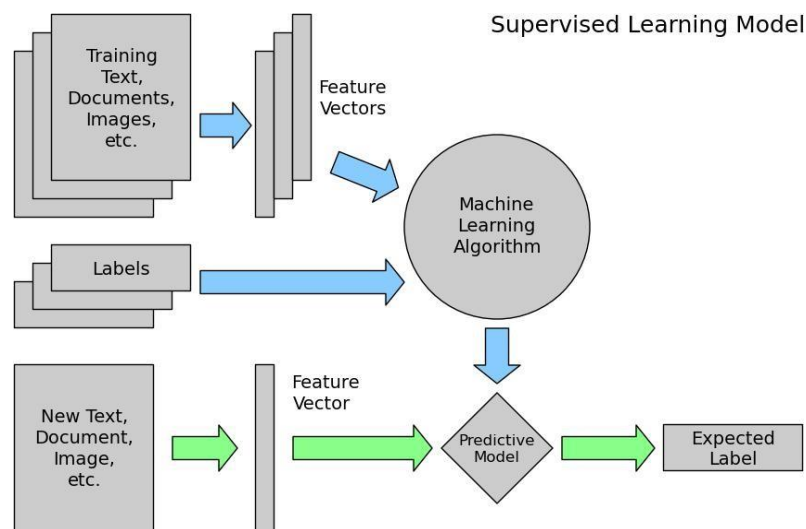 Supervised Learning Model
Training
Text,
Documents,
Images,
etc.
Feature
Vectors
Machine
Learning
Algorithm
Labels
New Text,
Document,
Image,
etc.
Feature
Vector
Predictive
Model
Expected
Label